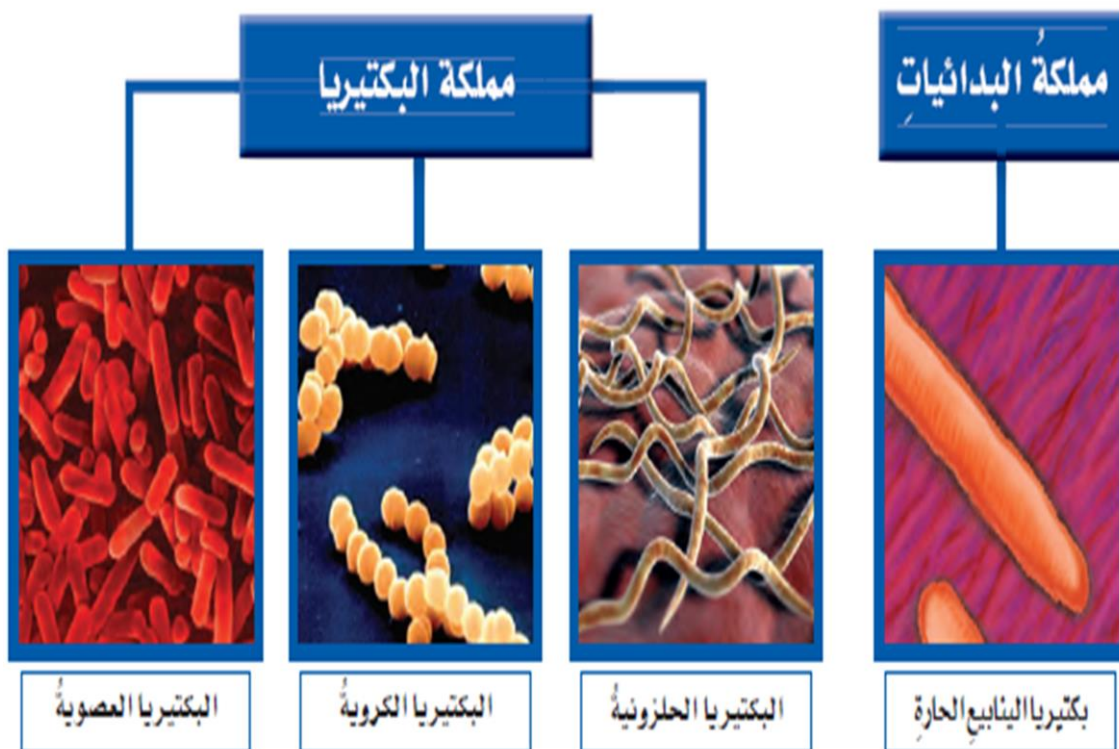 مملكةُ البدائياتِ
مملكة البكتيريا
بكتيريا الينابيعِ الحارةِ
البكتيريا الحلزونيةُ
البكتيريا الكرويةُ
البكتيريا العصويةُ